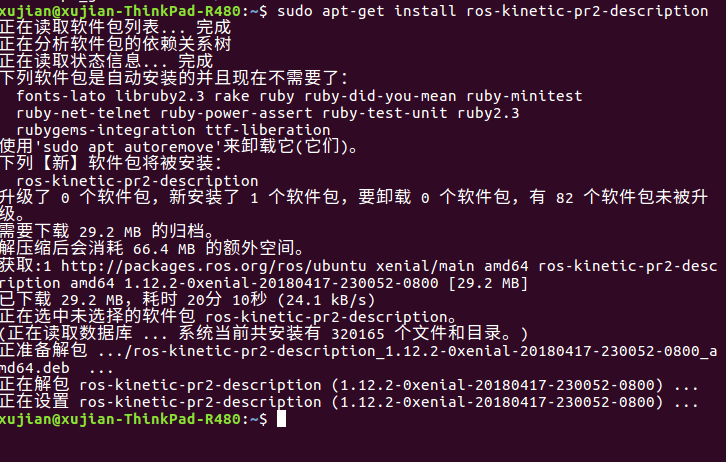 xujian@xujian-ThinkPad-R480:~$ sudo apt-get install ros-kinetic-pr2-description
正在读取软件包列表... 完成
正在分析软件包的依赖关系树
正在读取状态信息... 完成
下列软件包是自动安装的并且现在不需要了：
  fonts-lato libruby2.3 rake ruby ruby-did-you-mean ruby-minitest
  ruby-net-telnet ruby-power-assert ruby-test-unit ruby2.3
  rubygems-integration ttf-liberation
使用'sudo apt autoremove'来卸载它(它们)。
下列【新】软件包将被安装：
  ros-kinetic-pr2-description
升级了 0 个软件包，新安装了 1 个软件包，要卸载 0 个软件包，有 82 个软件包未被升
级。
需要下载 29.2 MB 的归档。
解压缩后会消耗 66.4 MB 的额外空间。
获取:1 http://packages.ros.org/ros/ubuntu xenial/main amd64 ros-kinetic-pr2-desc
ription amd64 1.12.2-0xenial-20180417-230052-0800 [29.2 MB]
已下载 29.2 MB，耗时 20分 10秒 (24.1 kB/s)
正在选中未选择的软件包 ros-kinetic-pr2-description。
(正在读取数据库 ... 系统当前共安装有 320165 个文件和目录。)
正准备解包 .../ros-kinetic-pr2-description_1.12.2-0xenial-20180417-230052-0800_a
md64.deb  ...
正在解包 ros-kinetic-pr2-description (1.12.2-0xenial-20180417-230052-0800) ...
正在设置 ros-kinetic-pr2-description (1.12.2-0xenial-20180417-230052-0800) ...
xujian@xujian-ThinkPad-R480:~$